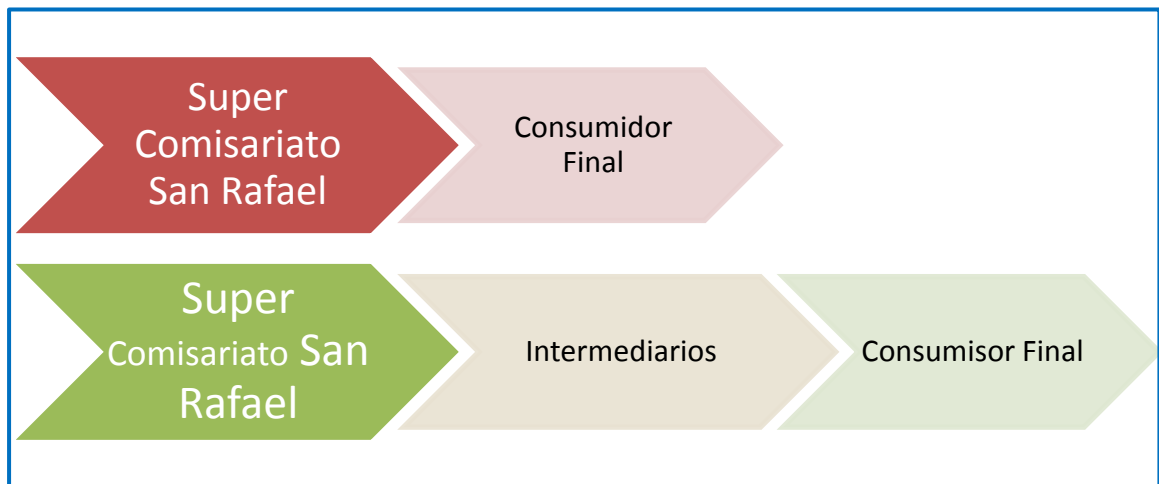 Super
Comisariato
San Rafael
Consumidor
Final
Super
Comisariato San
Rafael
Intermediarios
Consumisor Final